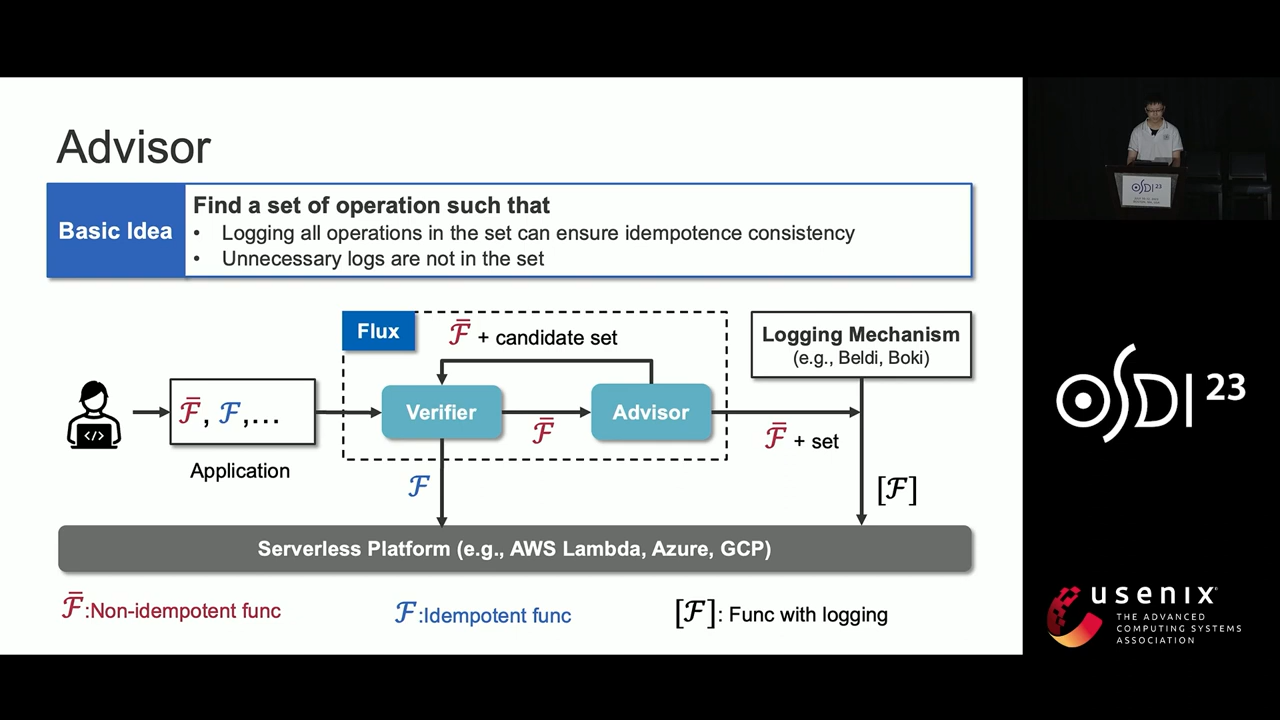 Advisor
Basic Idea
Find a set of operation such that
• Logging all operations in the set can ensure idempotence consistency
• Unnecessary logs are not in the set
Flux
ℱ̄ + candidate set
Logging Mechanism
(e.g., Beldi, Boki)
</>
ℱ̄, ℱ,...
Verifier
ℱ̄
Advisor
ℱ̄ + set
Application
ℱ
[ℱ]
Serverless Platform (e.g., AWS Lambda, Azure, GCP)
ℱ̄:Non-idempotent func
ℱ:Idempotent func
[ℱ]: Func with logging
OSDI 23
OSDI 23
usenix
THE ADVANCED
COMPUTING SYSTEMS
ASSOCIATION